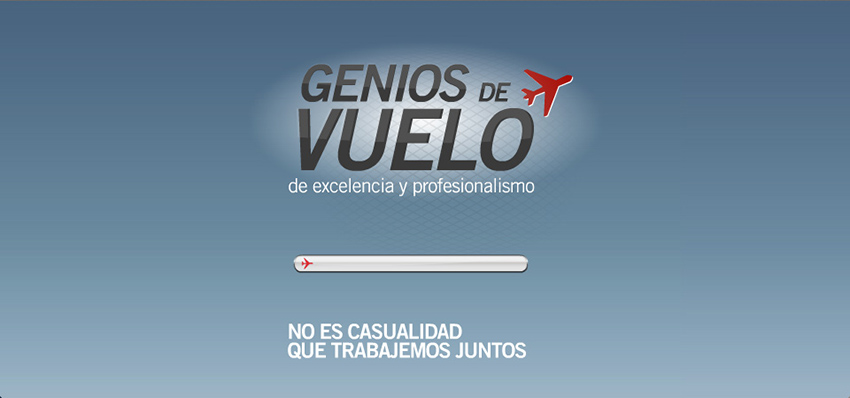 GENIOS DE
VUELO
de excelencia y profesionalismo
NO ES CASUALIDAD
QUE TRABAJEMOS JUNTOS